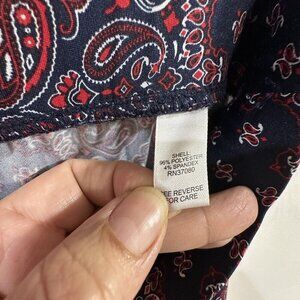 SHELL
96% POLYESTER
4% SPANDEX
RN37080
SEE REVERSE
FOR CARE